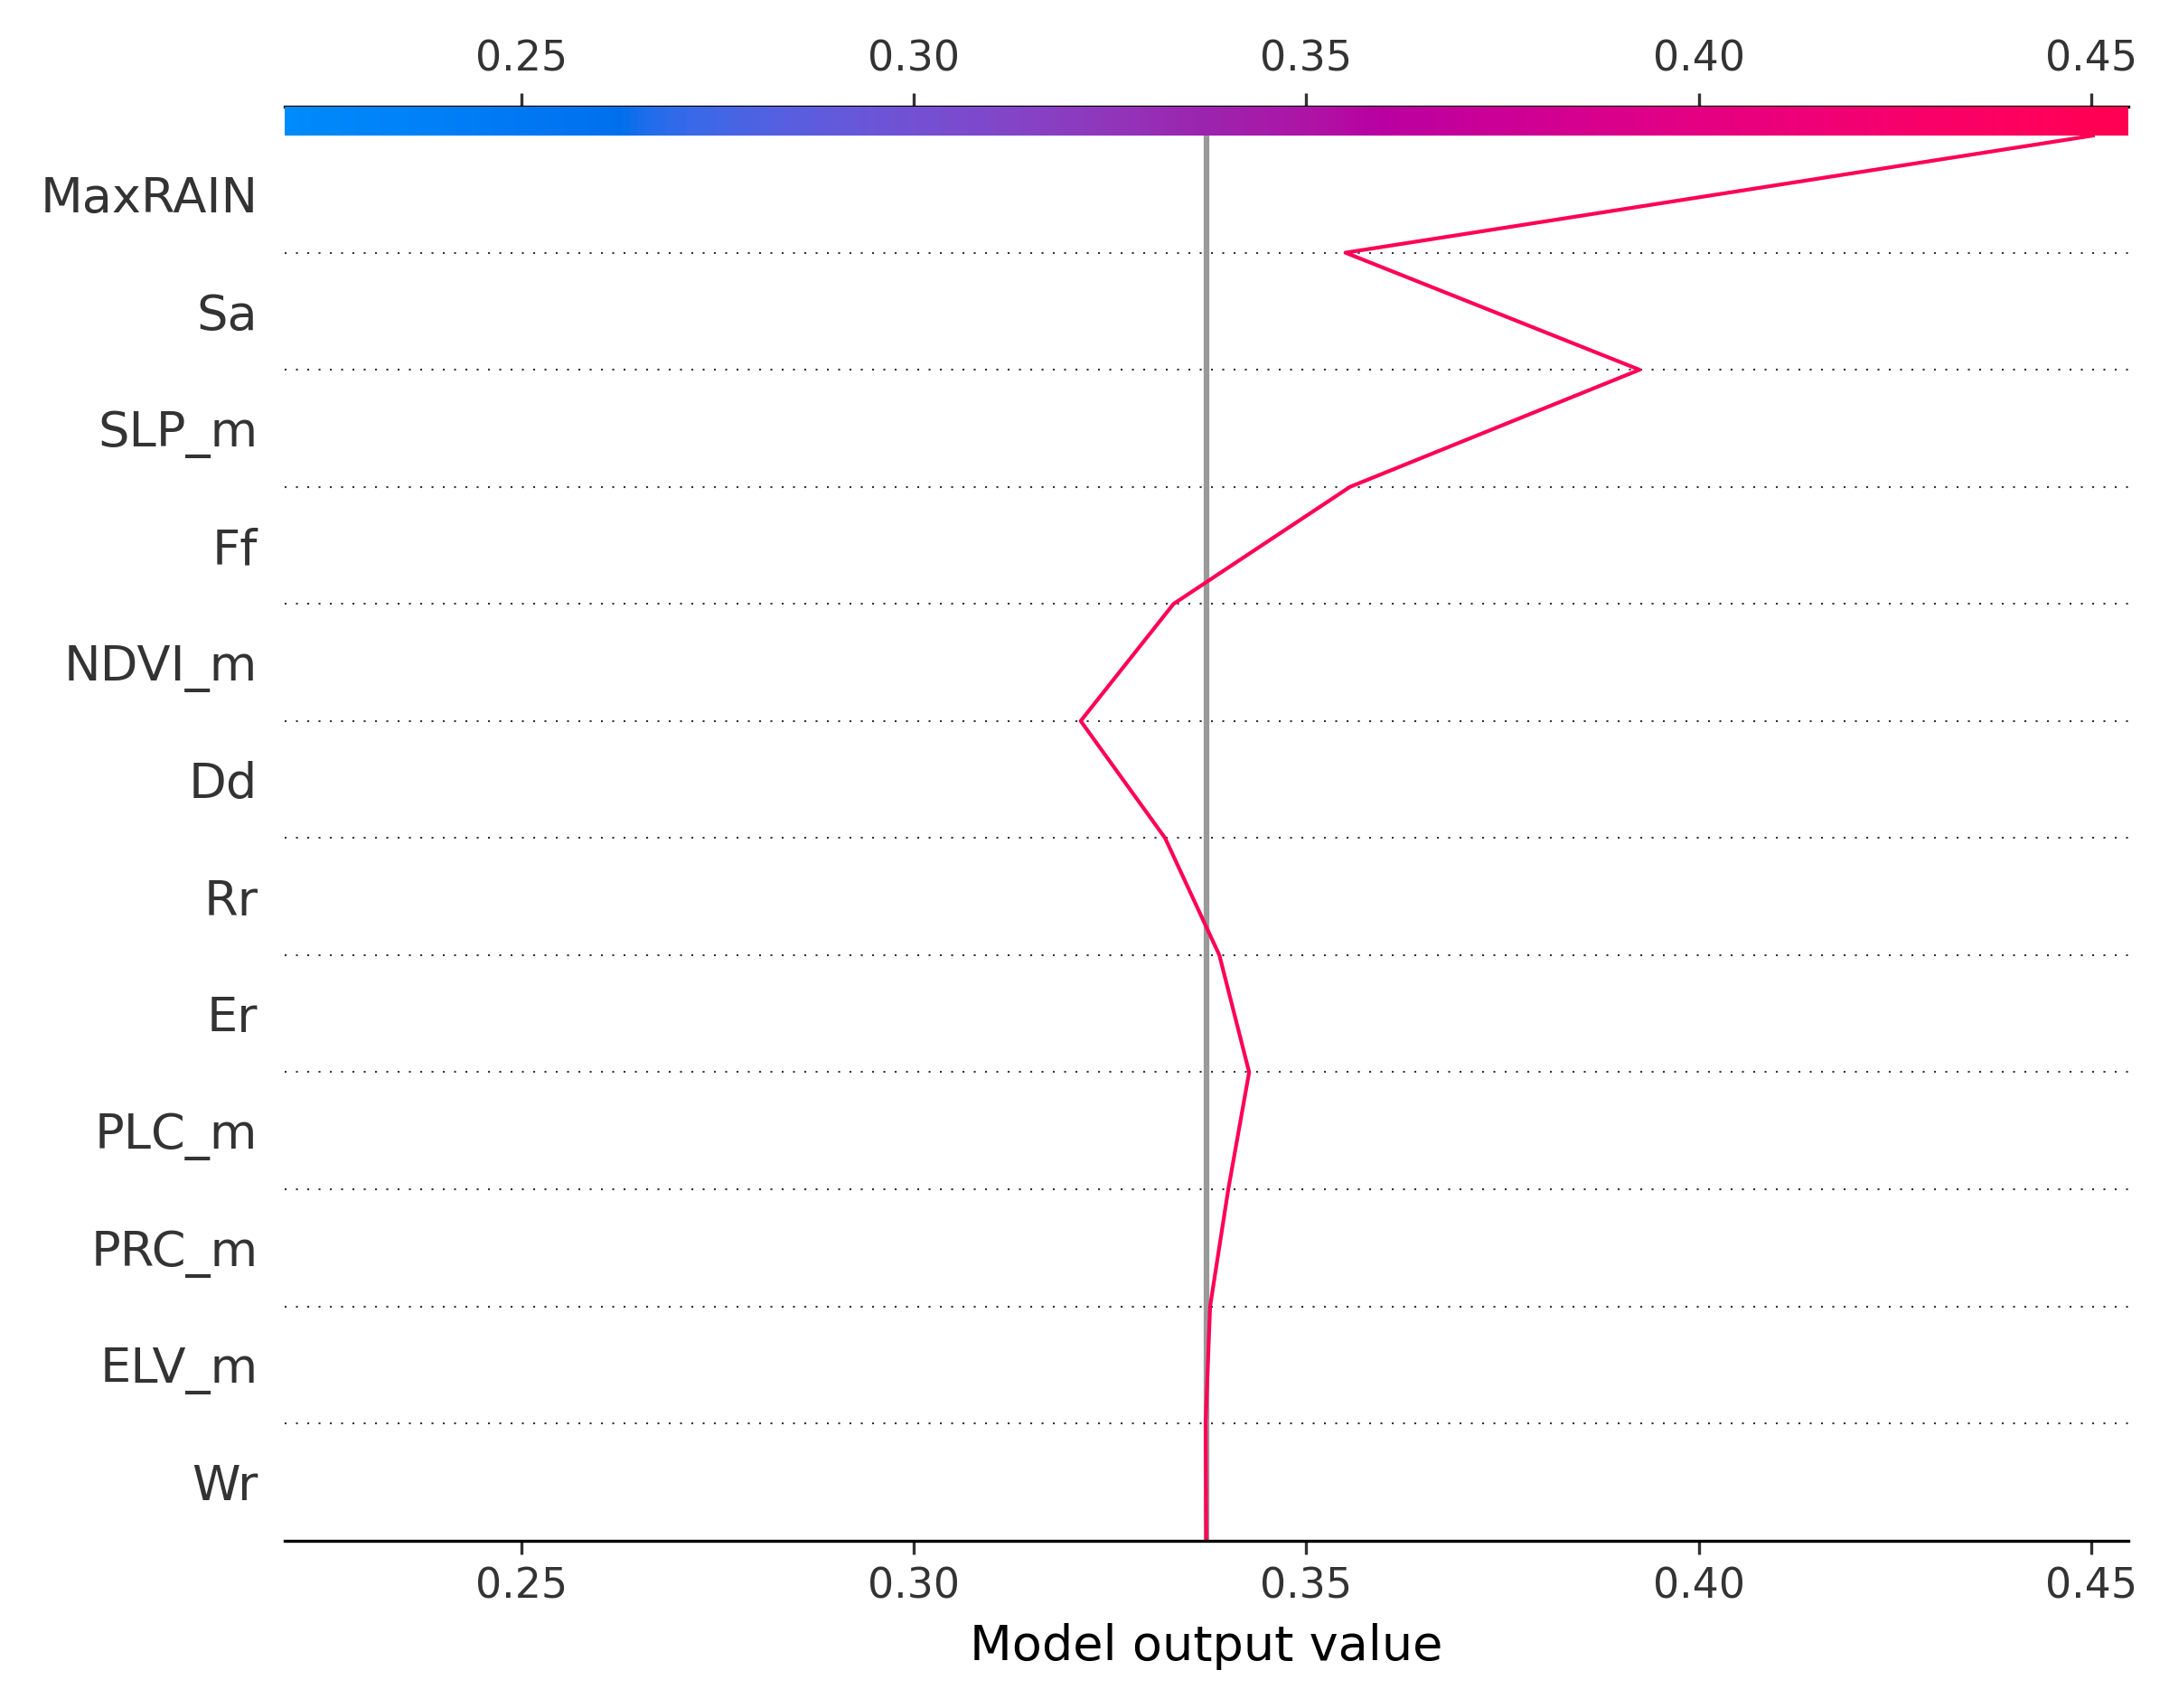 0.25 0.30 0.35 0.40 0.45
MaxRAIN
Sa
SLP_m
Ff
NDVI_m
Dd
Rr
Er
PLC_m
PRC_m
ELV_m
Wr
0.25 0.30 0.35 0.40 0.45
Model output value